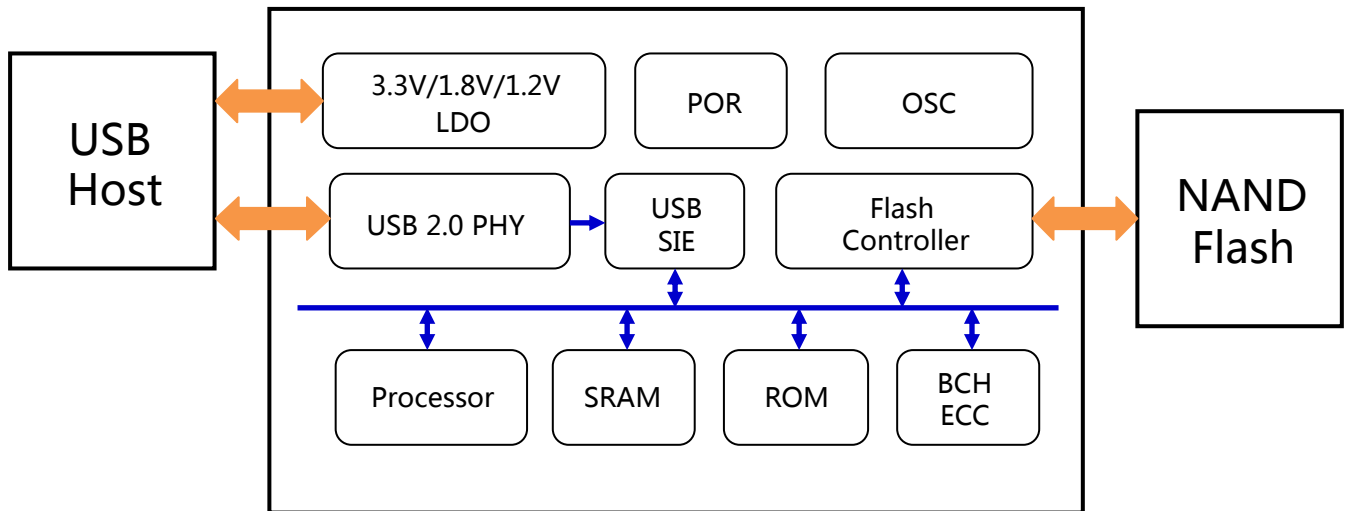 USB
Host
3.3V/1.8V/1.2V
LDO
POR
OSC
USB 2.0 PHY
USB
SIE
Flash
Controller
NAND
Flash
Processor
SRAM
ROM
BCH
ECC